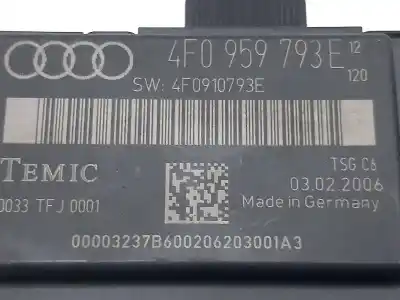 4F0 959 793E 12
120
SW: 4F0910793E
TEMIC
TSG C6
0033 TFJ 0001
03.02.2006
Made in Germany
00003237B600206203001A3